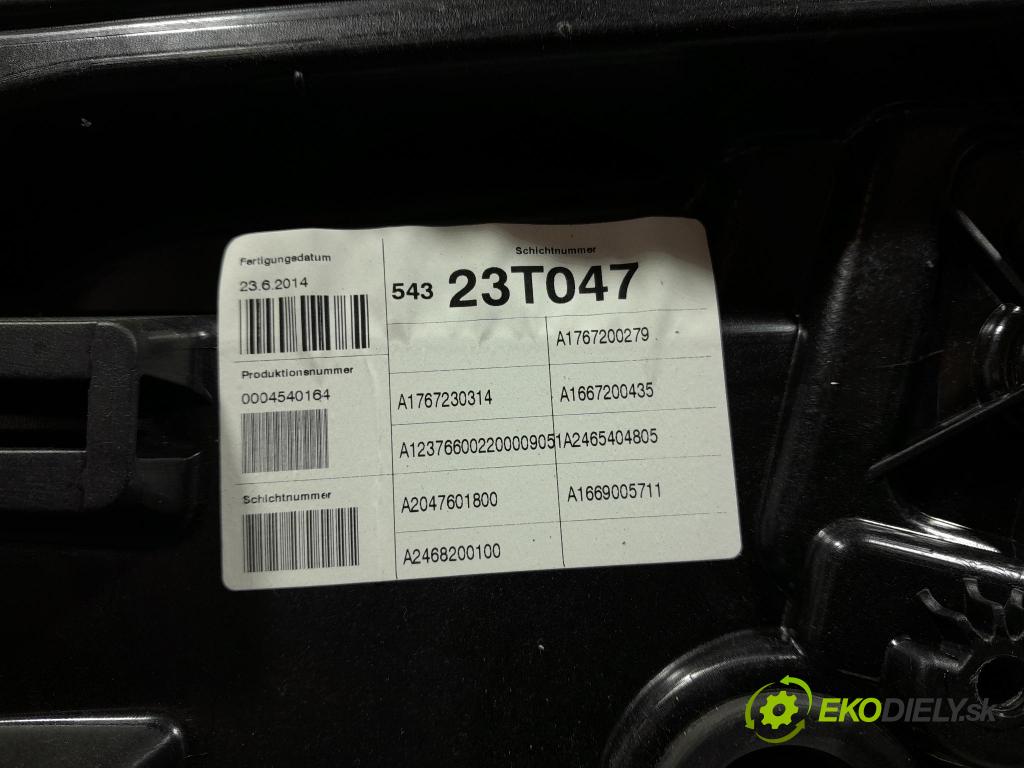 Fertigungsdatum
23.6.2014
Produktionsnummer
0004540164
Schichtnummer
Schichtnummer
543 23T047
A1767200279
A1767230314 A1667200435
A123766002200009051 A2465404805
A2047601800 A1669005711
A2468200100
EKODIELY.sk